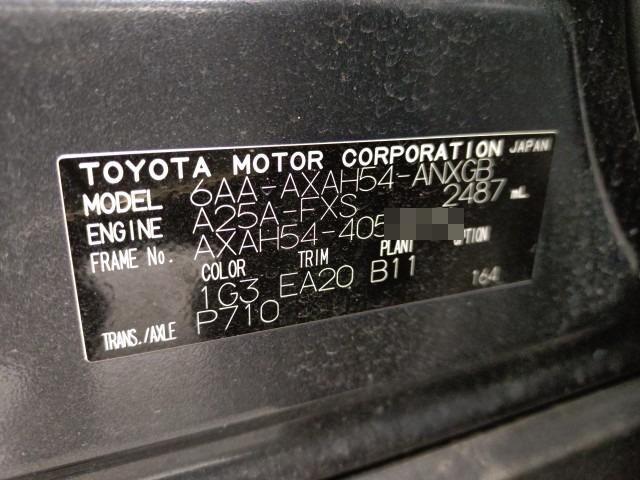 TOYOTA MOTOR CORPORATION JAPAN
MODEL 6AA-AXAH54-ANXGB
ENGINE A25A-FXS 2487 mL
FRAME No. AXAH54-405
COLOR TRIM PLANT
1G3 EA20 B11 164
TRANS./AXLE P710